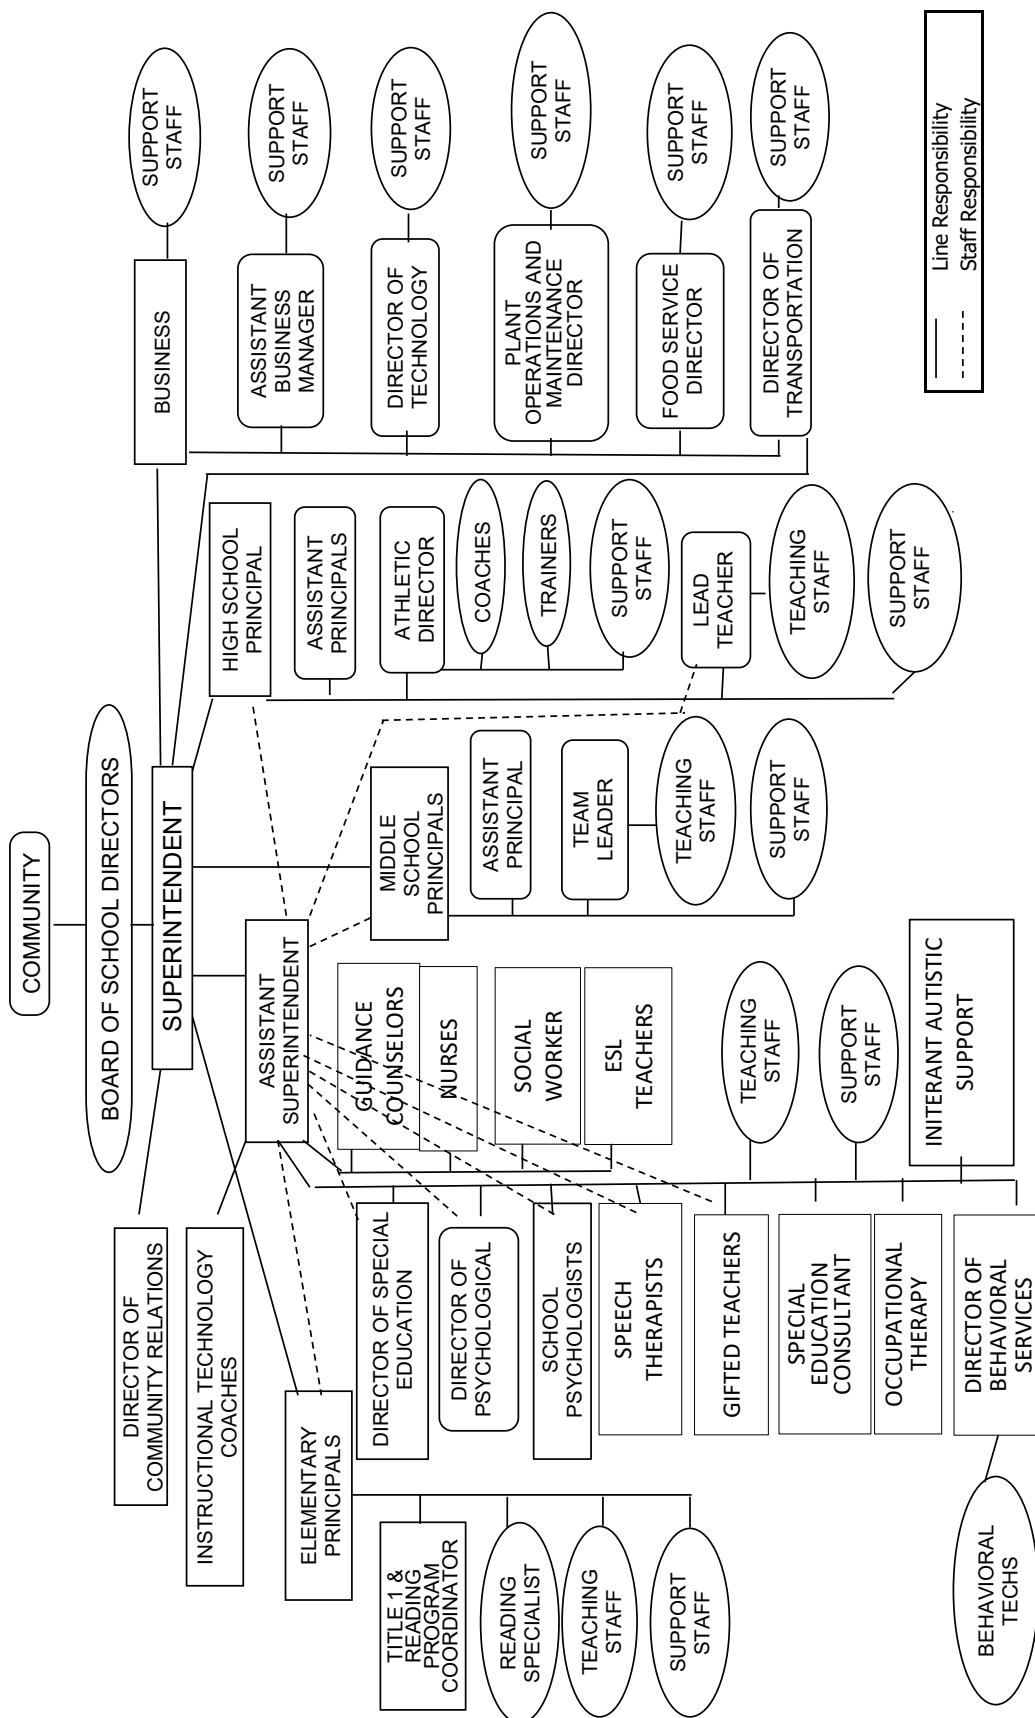 COMMUNITY
BOARD OF SCHOOL DIRECTORS
SUPERINTENDENT
DIRECTOR OF
COMMUNITY RELATIONS
INSTRUCTIONAL TECHNOLOGY
COACHES
ASSISTANT
SUPERINTENDENT
ELEMENTARY
PRINCIPALS
TITLE 1 &
READING
PROGRAM
COORDINATOR
READING
SPECIALIST
TEACHING
STAFF
SUPPORT
STAFF
DIRECTOR OF SPECIAL
EDUCATION
DIRECTOR OF
PSYCHOLOGICAL
SCHOOL
PSYCHOLOGISTS
SPEECH
THERAPISTS
GIFTED TEACHERS
SPECIAL
EDUCATION
CONSULTANT
OCCUPATIONAL
THERAPY
DIRECTOR OF
BEHAVIORAL
SERVICES
BEHAVIORAL
TECHS
GUIDANCE
COUNSELORS
NURSES
SOCIAL
WORKER
ESL
TEACHERS
TEACHING
STAFF
SUPPORT
STAFF
INITERANT AUTISTIC
SUPPORT
MIDDLE
SCHOOL
PRINCIPALS
ASSISTANT
PRINCIPAL
TEAM
LEADER
TEACHING
STAFF
SUPPORT
STAFF
HIGH SCHOOL
PRINCIPAL
ASSISTANT
PRINCIPALS
ATHLETIC
DIRECTOR
COACHES
TRAINERS
SUPPORT
STAFF
LEAD
TEACHER
TEACHING
STAFF
SUPPORT
STAFF
BUSINESS
SUPPORT
STAFF
ASSISTANT
BUSINESS
MANAGER
SUPPORT
STAFF
DIRECTOR OF
TECHNOLOGY
SUPPORT
STAFF
PLANT
OPERATIONS AND
MAINTENANCE
DIRECTOR
SUPPORT
STAFF
FOOD SERVICE
DIRECTOR
SUPPORT
STAFF
DIRECTOR OF
TRANSPORTATION
SUPPORT
STAFF
Line Responsibility
Staff Responsibility